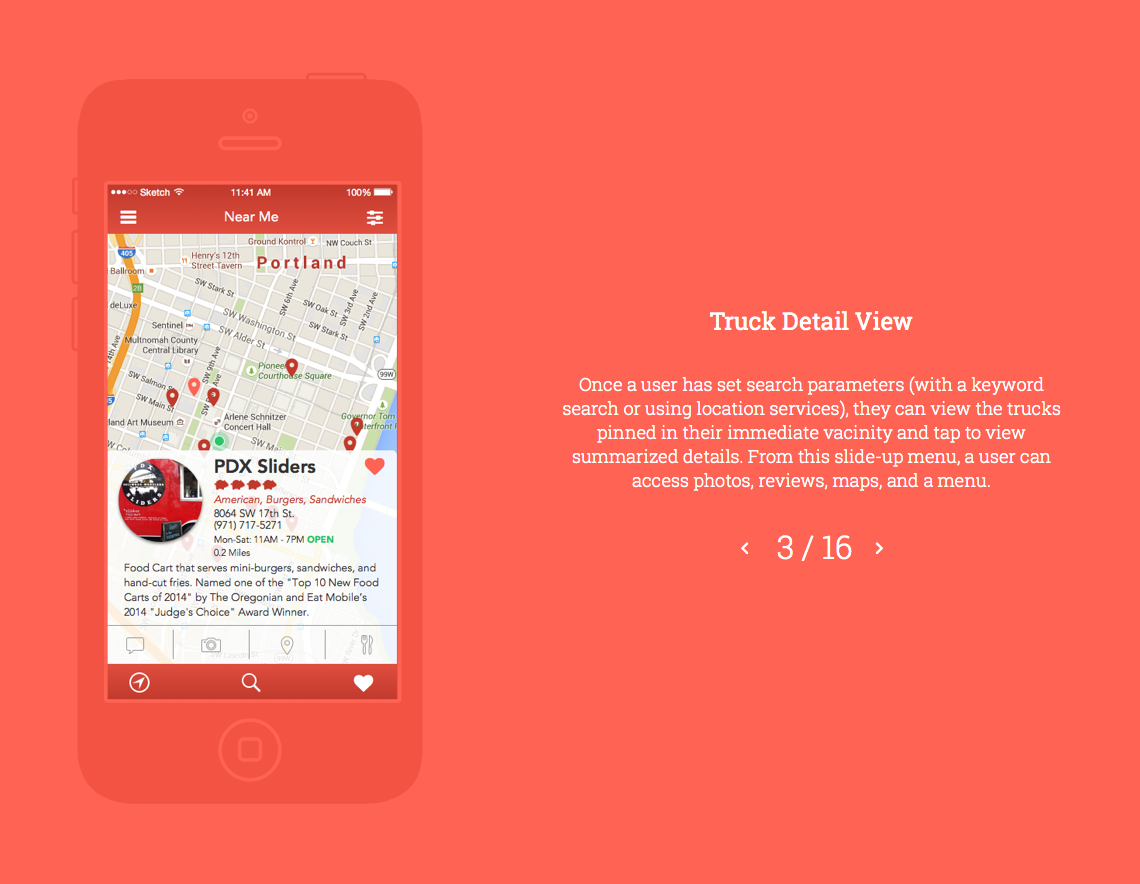 Sketch 11:41 AM 100%
Near Me
Ground Kontrol NW Couch St
405
Henry's 12th
Street Tavern
Portland
Ballroom
26
SW Stark St
SW 6th Ave
deLuxe
SW Oak St
SW 3rd Ave
SW 2nd Ave
SW Washington St
SW Stark St
Sentinel
SW Alder St
Multnomah County
Central Library
SW 9th Ave
Pioneer
Courthouse Square
99W
SW Salmon St
SW Main St
Arlene Schnitzer
Concert Hall
land Art Museum
Governor Tom
terfront P
PDX Sliders
American, Burgers, Sandwiches
8064 SW 17th St.
(971) 717-5271
Mon-Sat: 11AM - 7PM OPEN
0.2 Miles
Food Cart that serves mini-burgers, sandwiches, and
hand-cut fries. Named one of the "Top 10 New Food
Carts of 2014" by The Oregonian and Eat Mobile's
2014 "Judge's Choice" Award Winner.
Truck Detail View
Once a user has set search parameters (with a keyword
search or using location services), they can view the trucks
pinned in their immediate vacinity and tap to view
summarized details. From this slide-up menu, a user can
access photos, reviews, maps, and a menu.
‹ 3 / 16 ›